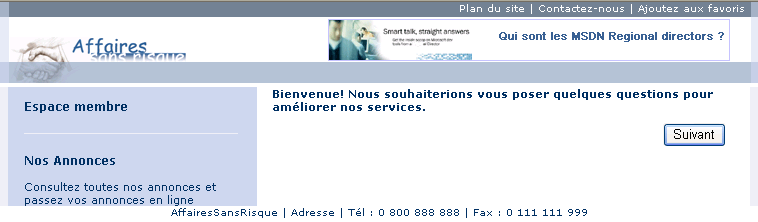 Plan du site | Contactez-nous | Ajoutez aux favoris
Affaires
sans risque
Smart talk, straight answers
Qui sont les MSDN Regional directors ?
Espace membre
Bienvenue! Nous souhaiterions vous poser quelques questions pour
améliorer nos services.
Suivant
Nos Annonces
Consultez toutes nos annonces et
passez vos annonces en ligne
AffairesSansRisque | Adresse | Tél : 0 800 888 888 | Fax : 0 111 111 999